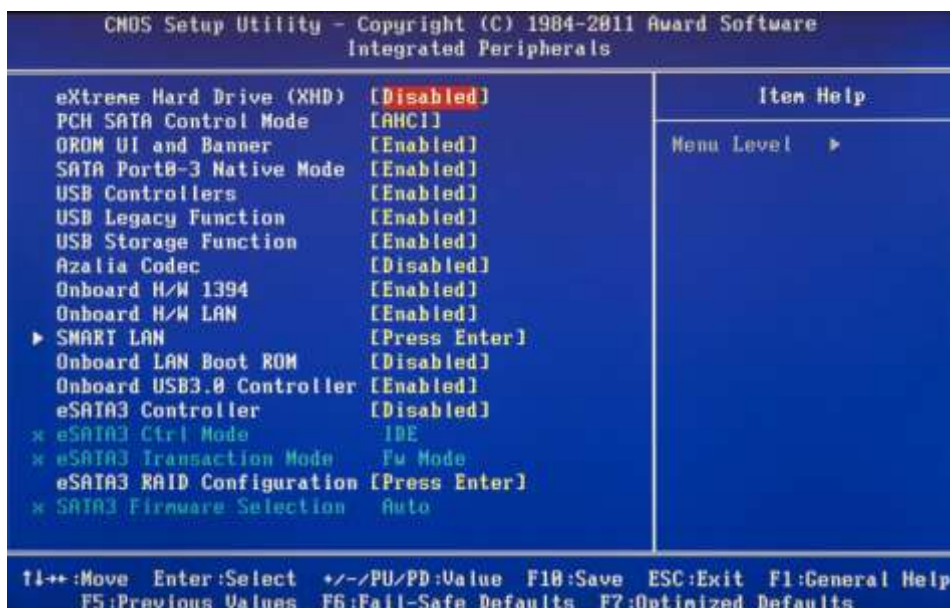 CMOS Setup Utility - Copyright (C) 1984-2011 Award Software
Integrated Peripherals
eXtreme Hard Drive (XHD) [Disabled]
PCH SATA Control Mode [AHCI]
OROM UI and Banner [Enabled]
SATA Port0-3 Native Mode [Enabled]
USB Controllers [Enabled]
USB Legacy Function [Enabled]
USB Storage Function [Enabled]
Azalia Codec [Disabled]
Onboard H/W 1394 [Enabled]
Onboard H/W LAN [Enabled]
▶ SMART LAN [Press Enter]
Onboard LAN Boot ROM [Disabled]
Onboard USB3.0 Controller [Enabled]
eSATA3 Controller [Disabled]
x eSATA3 Ctrl Mode IDE
x eSATA3 Transaction Mode Fw Mode
eSATA3 RAID Configuration [Press Enter]
x SATA3 Firmware Selection Auto
Item Help
Menu Level ▶
↑↓→←:Move Enter:Select +/-/PU/PD:Value F10:Save ESC:Exit F1:General Help
F5:Previous Values F6:Fail-Safe Defaults F7:Optimized Defaults